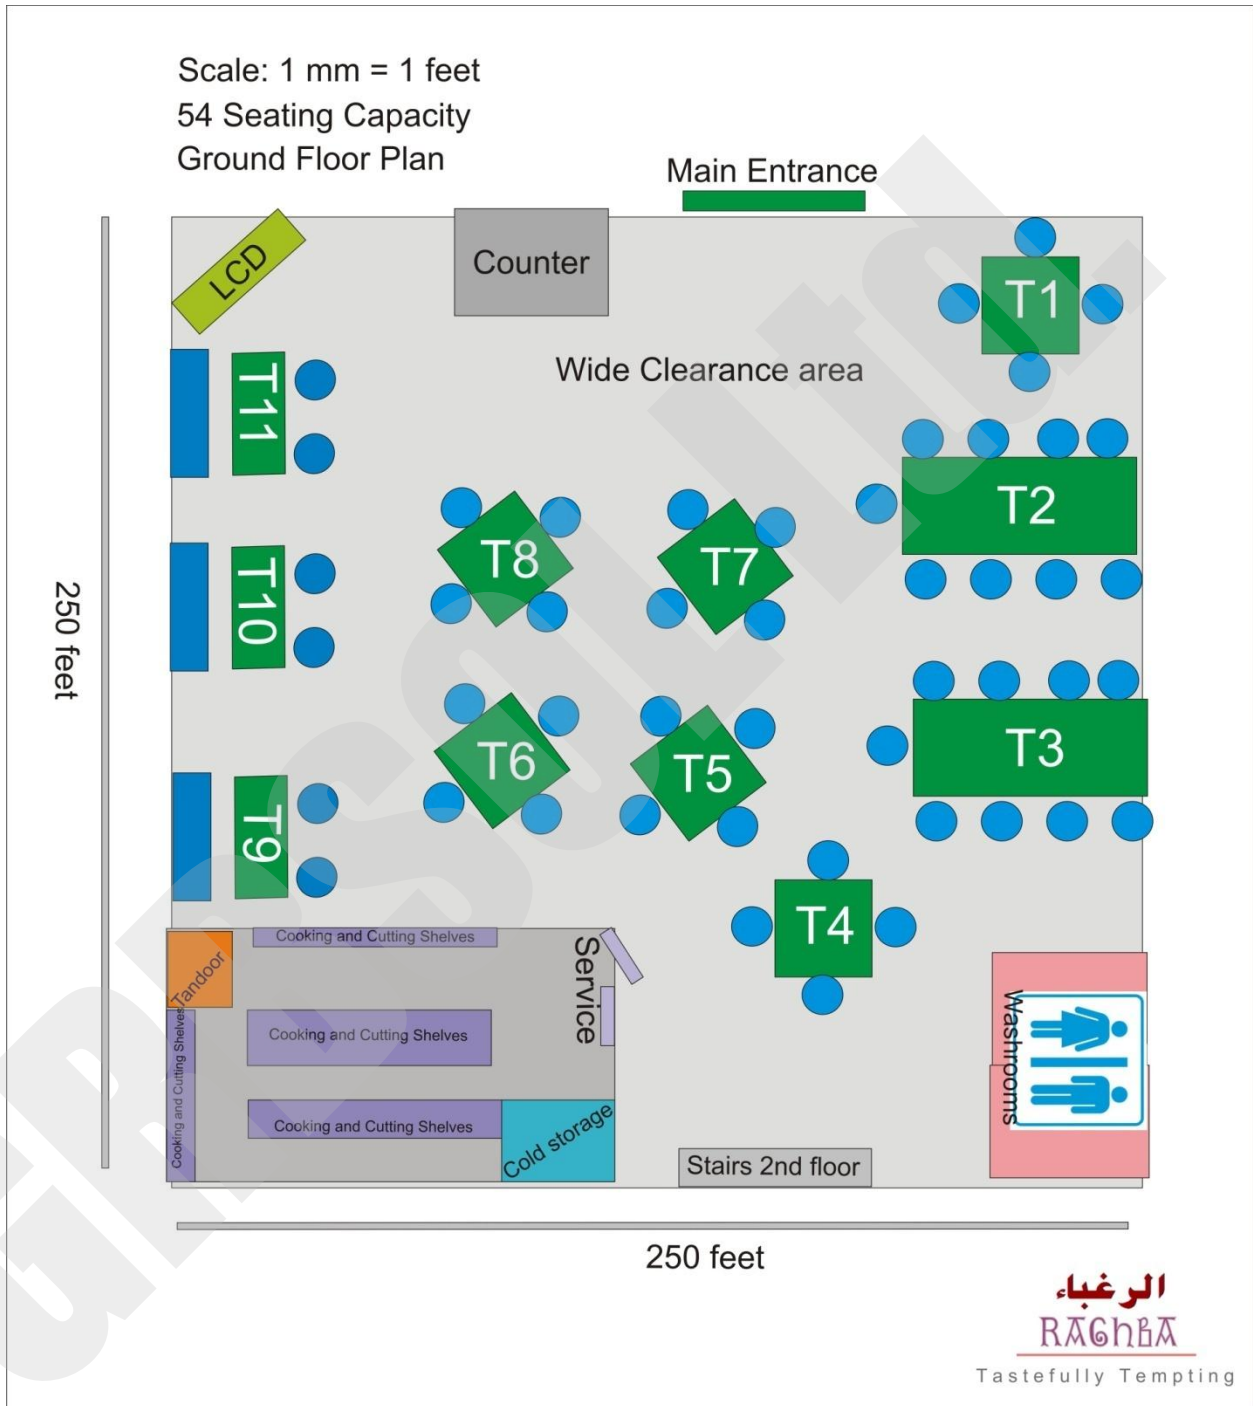 Scale: 1 mm = 1 feet
54 Seating Capacity
Ground Floor Plan
Main Entrance
LCD
Counter
T1
Wide Clearance area
T11
T2
T8
T7
T10
250 feet
T6
T5
T3
T9
T4
Cooking and Cutting Shelves
Service
Tandoor
Cooking and Cutting Shelves
Cooking and Cutting Shelves
Washrooms
Cooking and Cutting Shelves
Cold storage
Stairs 2nd floor
250 feet
الرغباء
RAGHBA
Tastefully Tempting
GRPSol Ltd.